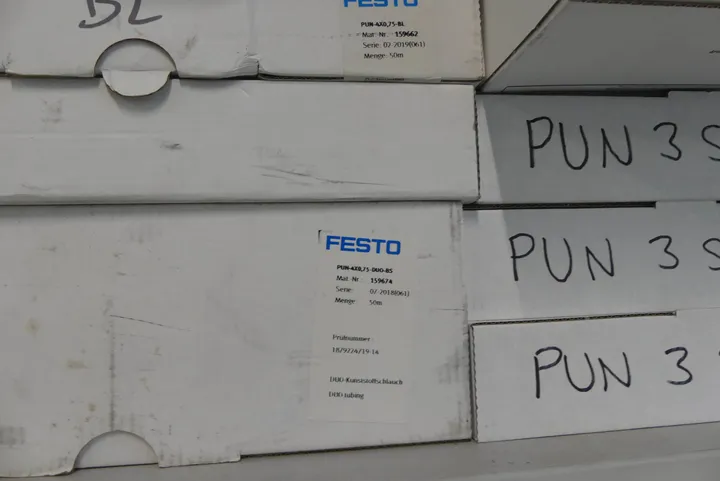 BL
FESTO
PUN-4X0,75-BL
Mat. Nr. 159662
Serie: 02 2019(061)
Menge: 50m
PUN 3 S
PUN 3 S
PUN 3
FESTO
PUN-4X0,75-DUO-BS
Mat. Nr. 159674
Serie: 02 2018(061)
Menge: 50m
Prüfnummer :
DUO-Kunststoffschlauch
DUO tubing